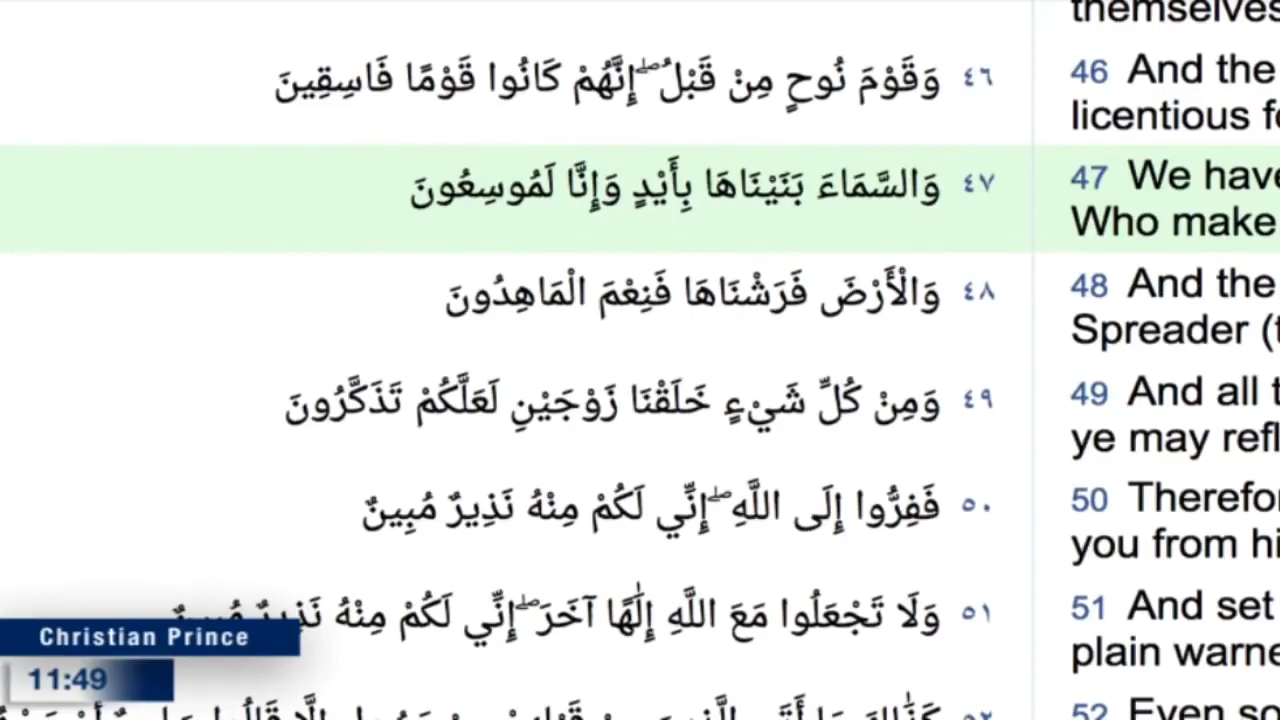 themselves
وَقَوْمَ نُوحٍ مِنْ قَبْلُ ۖ إِنَّهُمْ كَانُوا قَوْمًا فَاسِقِينَ ٤٦
46 And the
licentious f
وَالسَّمَاءَ بَنَيْنَاهَا بِأَيْدٍ وَإِنَّا لَمُوسِعُونَ ٤٧
47 We have
Who make
وَالْأَرْضَ فَرَشْنَاهَا فَنِعْمَ الْمَاهِدُونَ ٤٨
48 And the
Spreader (t
وَمِنْ كُلِّ شَيْءٍ خَلَقْنَا زَوْجَيْنِ لَعَلَّكُمْ تَذَكَّرُونَ ٤٩
49 And all t
ye may refl
فَفِرُّوا إِلَى اللَّهِ ۖ إِنِّي لَكُمْ مِنْهُ نَذِيرٌ مُبِينٌ ٥٠
50 Therefor
you from hi
وَلَا تَجْعَلُوا مَعَ اللَّهِ إِلَٰهًا آخَرَ ۖ إِنِّي لَكُمْ مِنْهُ نَذِيرٌ مُبِينٌ ٥١
51 And set
plain warne
52 Even so
Christian Prince
11:49